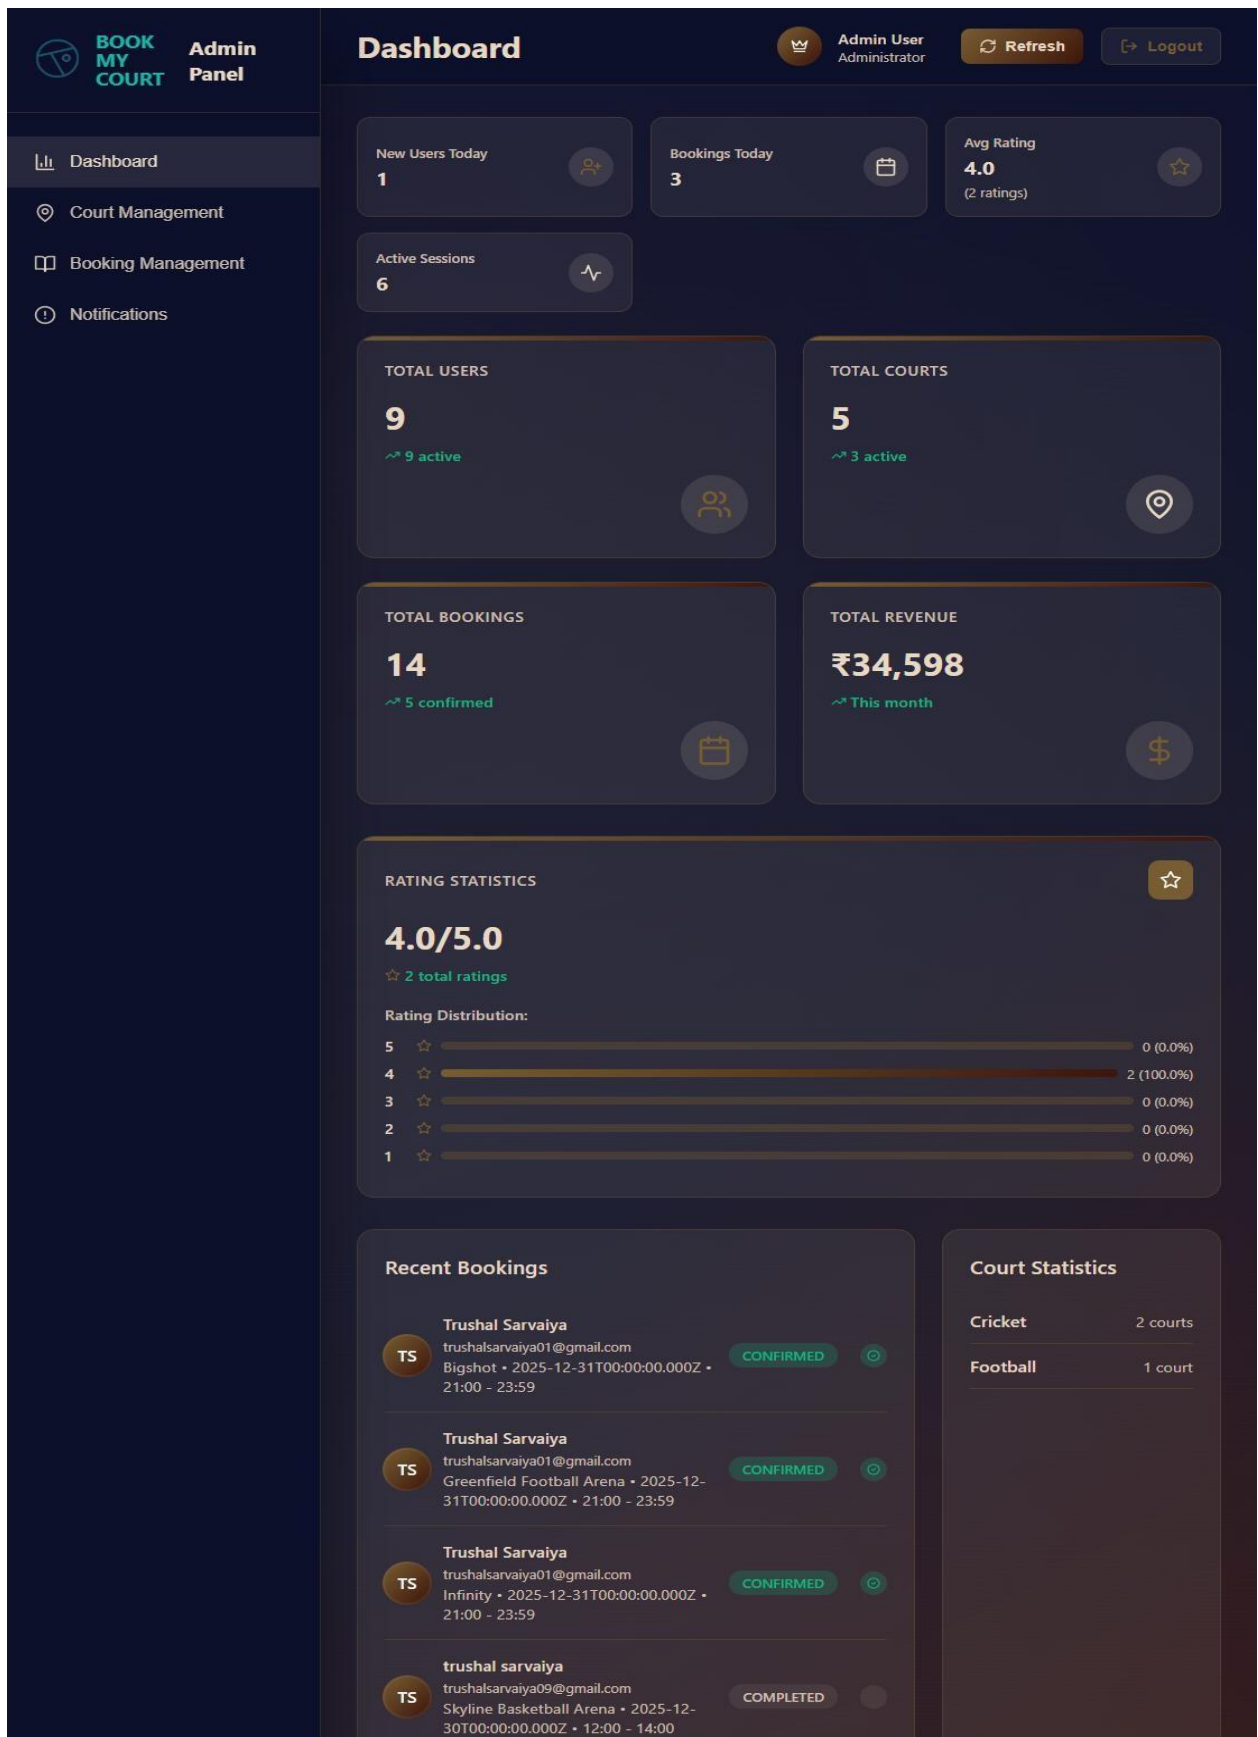 BOOK
MY
COURT
Admin
Panel
Dashboard
Court Management
Booking Management
Notifications
Dashboard
Admin User
Administrator
Refresh
Logout
New Users Today
1
Bookings Today
3
Avg Rating
4.0
(2 ratings)
Active Sessions
6
TOTAL USERS
9
9 active
TOTAL COURTS
5
3 active
TOTAL BOOKINGS
14
5 confirmed
TOTAL REVENUE
₹34,598
This month
RATING STATISTICS
4.0/5.0
2 total ratings
Rating Distribution:
5 0 (0.0%)
4 2 (100.0%)
3 0 (0.0%)
2 0 (0.0%)
1 0 (0.0%)
Recent Bookings
TS
Trushal Sarvaiya
trushalsarvaiya01@gmail.com
Bigshot • 2025-12-31T00:00:00.000Z •
21:00 - 23:59
CONFIRMED
TS
Trushal Sarvaiya
trushalsarvaiya01@gmail.com
Greenfield Football Arena • 2025-12-
31T00:00:00.000Z • 21:00 - 23:59
CONFIRMED
TS
Trushal Sarvaiya
trushalsarvaiya01@gmail.com
Infinity • 2025-12-31T00:00:00.000Z •
21:00 - 23:59
CONFIRMED
TS
trushal sarvaiya
trushalsarvaiya09@gmail.com
Skyline Basketball Arena • 2025-12-
30T00:00:00.000Z • 12:00 - 14:00
COMPLETED
Court Statistics
Cricket 2 courts
Football 1 court